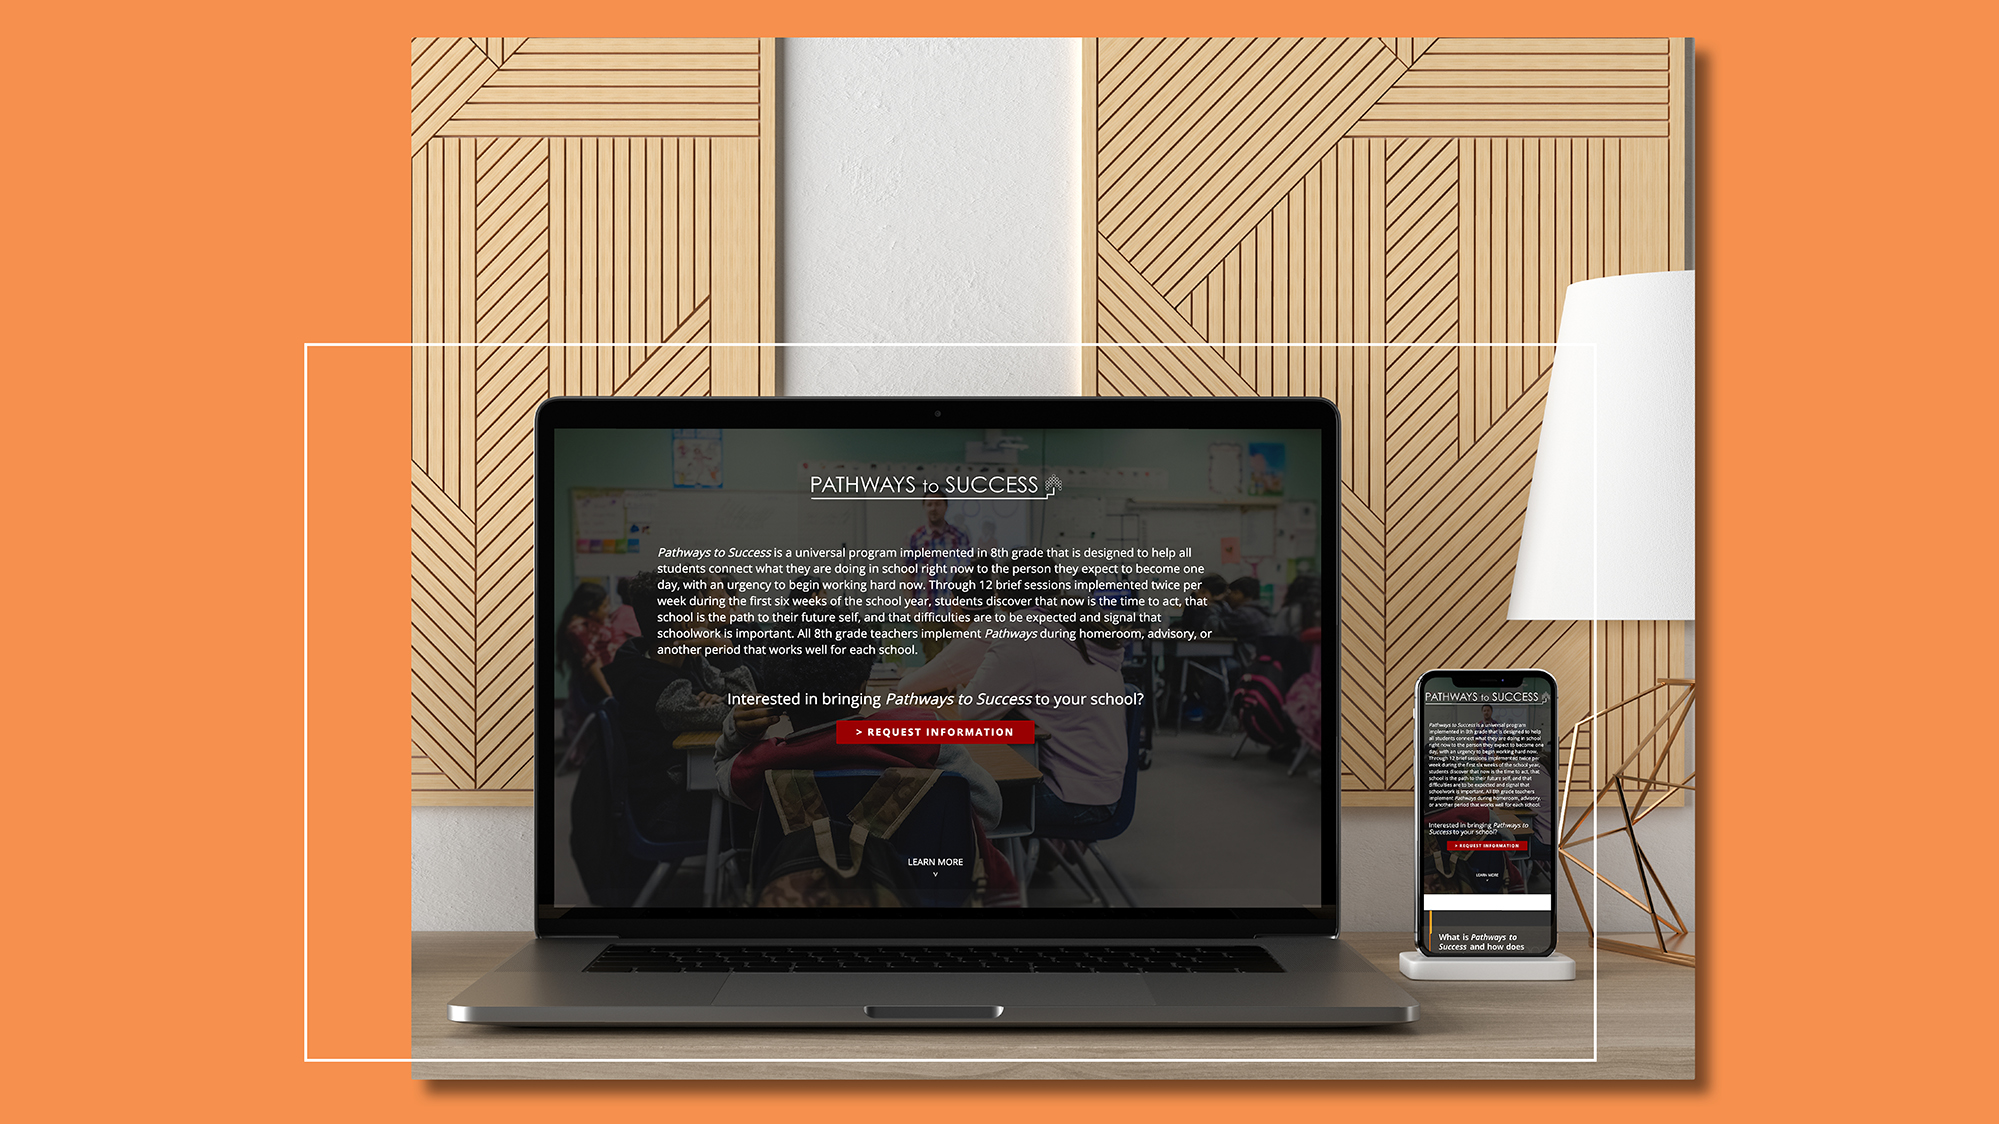 PATHWAYS to SUCCESS
Pathways to Success is a universal program implemented in 8th grade that is designed to help all
students connect what they are doing in school right now to the person they expect to become one
day, with an urgency to begin working hard now. Through 12 brief sessions implemented twice per
week during the first six weeks of the school year, students discover that now is the time to act, that
school is the path to their future self, and that difficulties are to be expected and signal that
schoolwork is important. All 8th grade teachers implement Pathways during homeroom, advisory, or
another period that works well for each school.
Interested in bringing Pathways to Success to your school?
> REQUEST INFORMATION
LEARN MORE
PATHWAYS to SUCCESS
Pathways to Success is a universal program
implemented in 8th grade that is designed to help
all students connect what they are doing in school
right now to the person they expect to become one
day, with an urgency to begin working hard now.
Through 12 brief sessions implemented twice per
week during the first six weeks of the school year,
students discover that now is the time to act, that
school is the path to their future self, and that
difficulties are to be expected and signal that
schoolwork is important. All 8th grade teachers
implement Pathways during homeroom, advisory,
or another period that works well for each school.
Interested in bringing Pathways to
Success to your school?
> REQUEST INFORMATION
LEARN MORE
What is Pathways to
Success and how does